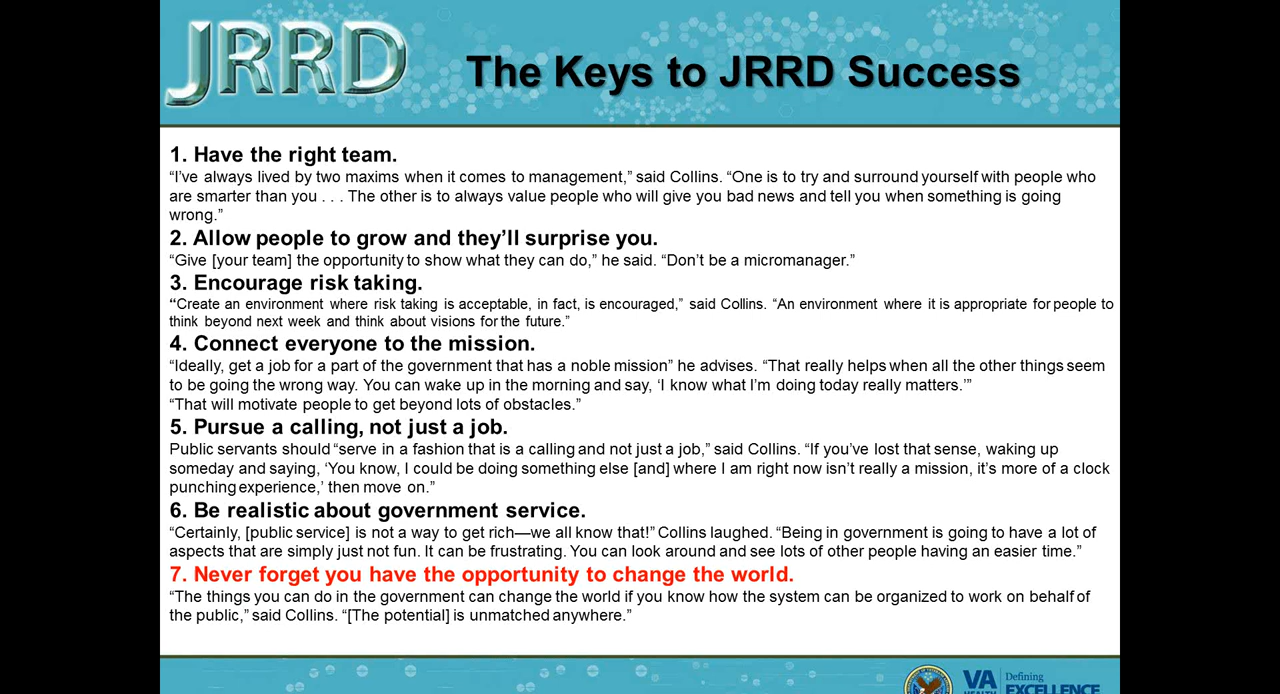 JRRD
The Keys to JRRD Success
1. Have the right team.
“I’ve always lived by two maxims when it comes to management,” said Collins. “One is to try and surround yourself with people who
are smarter than you . . . The other is to always value people who will give you bad news and tell you when something is going
wrong.”
2. Allow people to grow and they’ll surprise you.
“Give [your team] the opportunity to show what they can do,” he said. “Don’t be a micromanager.”
3. Encourage risk taking.
“Create an environment where risk taking is acceptable, in fact, is encouraged,” said Collins. “An environment where it is appropriate for people to
think beyond next week and think about visions for the future.”
4. Connect everyone to the mission.
“Ideally, get a job for a part of the government that has a noble mission” he advises. “That really helps when all the other things seem
to be going the wrong way. You can wake up in the morning and say, ‘I know what I’m doing today really matters.’”
“That will motivate people to get beyond lots of obstacles.”
5. Pursue a calling, not just a job.
Public servants should “serve in a fashion that is a calling and not just a job,” said Collins. “If you’ve lost that sense, waking up
someday and saying, ‘You know, I could be doing something else [and] where I am right now isn’t really a mission, it’s more of a clock
punching experience,’ then move on.”
6. Be realistic about government service.
“Certainly, [public service] is not a way to get rich—we all know that!” Collins laughed. “Being in government is going to have a lot of
aspects that are simply just not fun. It can be frustrating. You can look around and see lots of other people having an easier time.”
7. Never forget you have the opportunity to change the world.
“The things you can do in the government can change the world if you know how the system can be organized to work on behalf of
the public,” said Collins. “[The potential] is unmatched anywhere.”
VA
HEALTH
Defining
EXCELLENCE